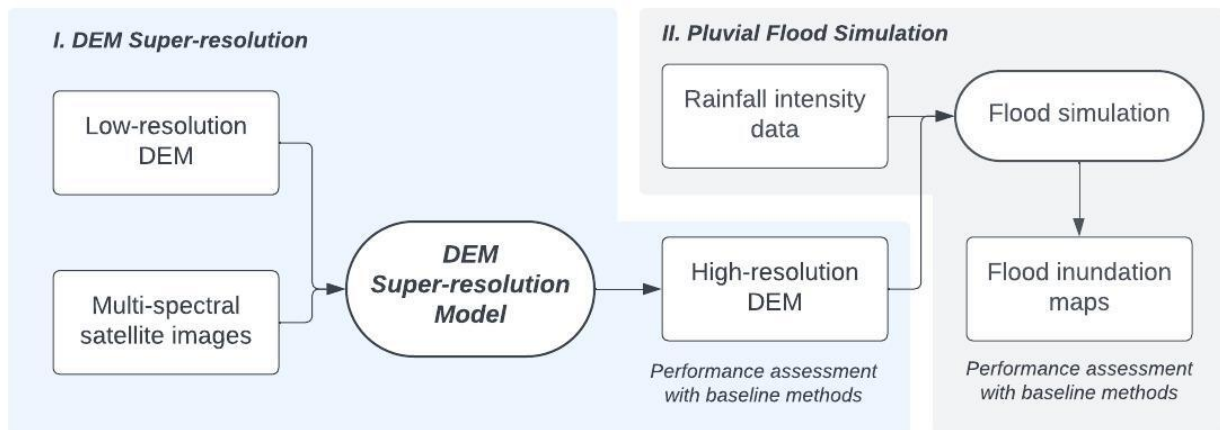 I. DEM Super-resolution
Low-resolution
DEM
Multi-spectral
satellite images
DEM
Super-resolution
Model
High-resolution
DEM
Performance assessment
with baseline methods
II. Pluvial Flood Simulation
Rainfall intensity
data
Flood simulation
Flood inundation
maps
Performance assessment
with baseline methods